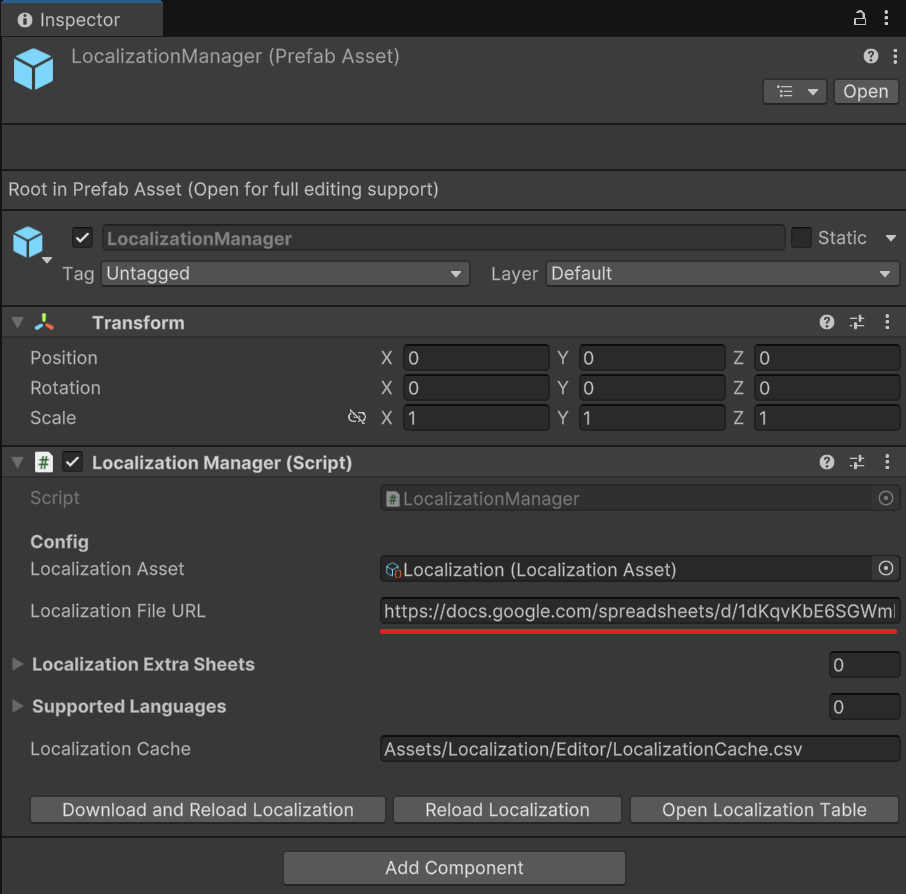 Inspector
LocalizationManager (Prefab Asset)
Open
Root in Prefab Asset (Open for full editing support)
LocalizationManager Static
Tag Untagged Layer Default
Transform
Position X 0 Y 0 Z 0
Rotation X 0 Y 0 Z 0
Scale X 1 Y 1 Z 1
# Localization Manager (Script)
Script # LocalizationManager
Config
Localization Asset Localization (Localization Asset)
Localization File URL https://docs.google.com/spreadsheets/d/1dKqvKbE6SGWm
Localization Extra Sheets 0
Supported Languages 0
Localization Cache Assets/Localization/Editor/LocalizationCache.csv
Download and Reload Localization Reload Localization Open Localization Table
Add Component